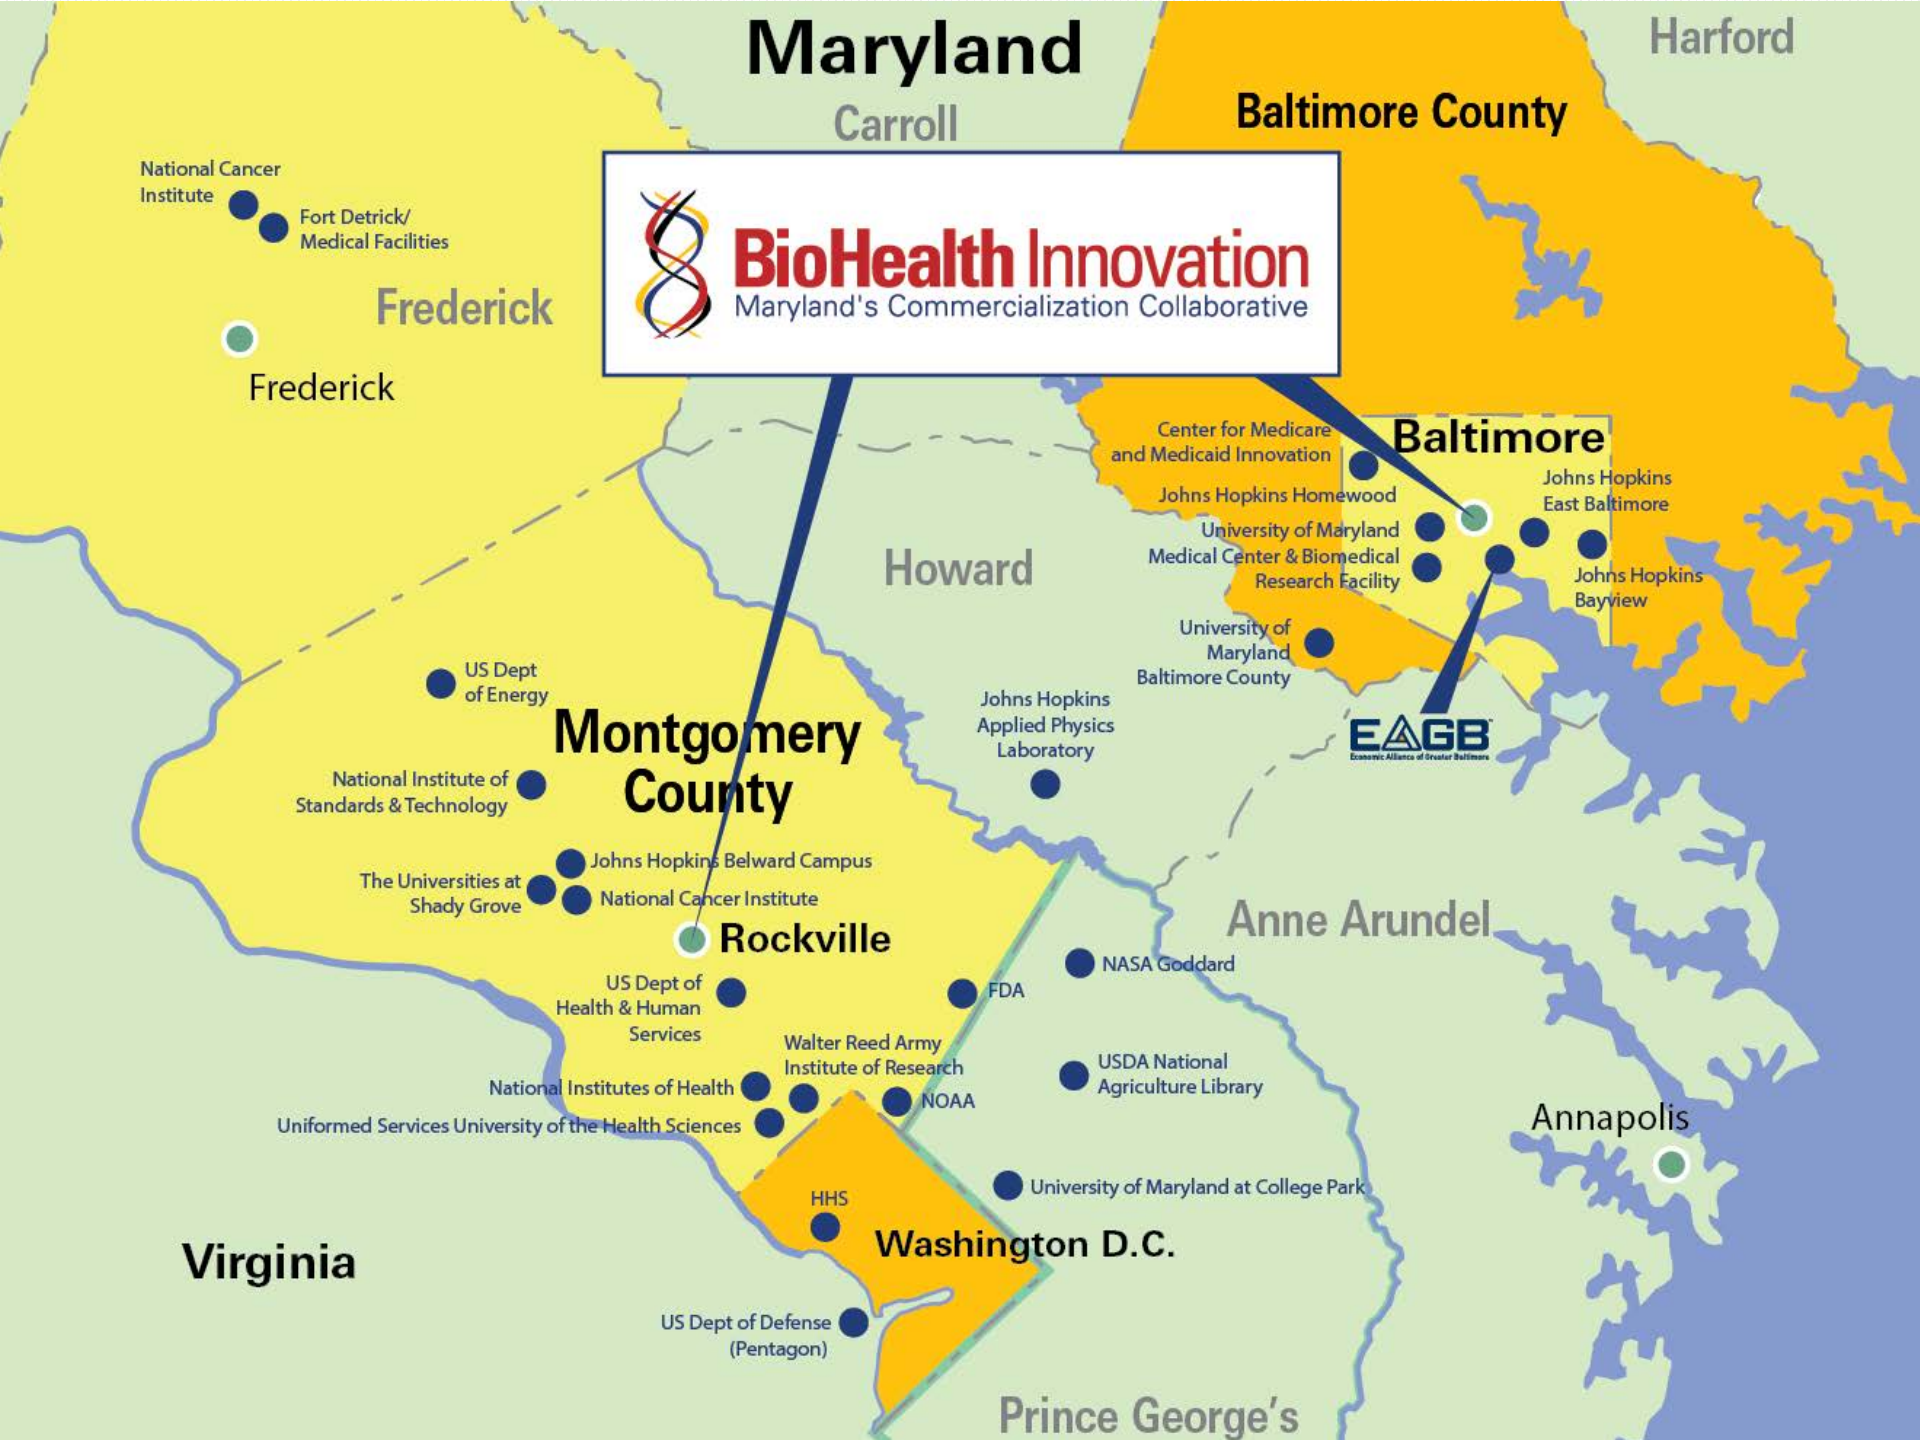 Maryland
Carroll
Harford
Baltimore County
National Cancer
Institute
Fort Detrick/
Medical Facilities
Frederick
Frederick
BioHealth Innovation
Maryland's Commercialization Collaborative
Baltimore
Center for Medicare
and Medicaid Innovation
Johns Hopkins Homewood
University of Maryland
Medical Center & Biomedical
Research Facility
Johns Hopkins
East Baltimore
Johns Hopkins
Bayview
University of
Maryland
Baltimore County
EAGB
Economic Alliance of Greater Baltimore
Howard
Johns Hopkins
Applied Physics
Laboratory
US Dept
of Energy
Montgomery
County
National Institute of
Standards & Technology
Johns Hopkins Belward Campus
The Universities at
Shady Grove
National Cancer Institute
Rockville
Anne Arundel
US Dept of
Health & Human
Services
FDA
NASA Goddard
Walter Reed Army
Institute of Research
USDA National
Agriculture Library
National Institutes of Health
NOAA
Uniformed Services University of the Health Sciences
Annapolis
University of Maryland at College Park
HHS
Washington D.C.
Virginia
US Dept of Defense
(Pentagon)
Prince George's